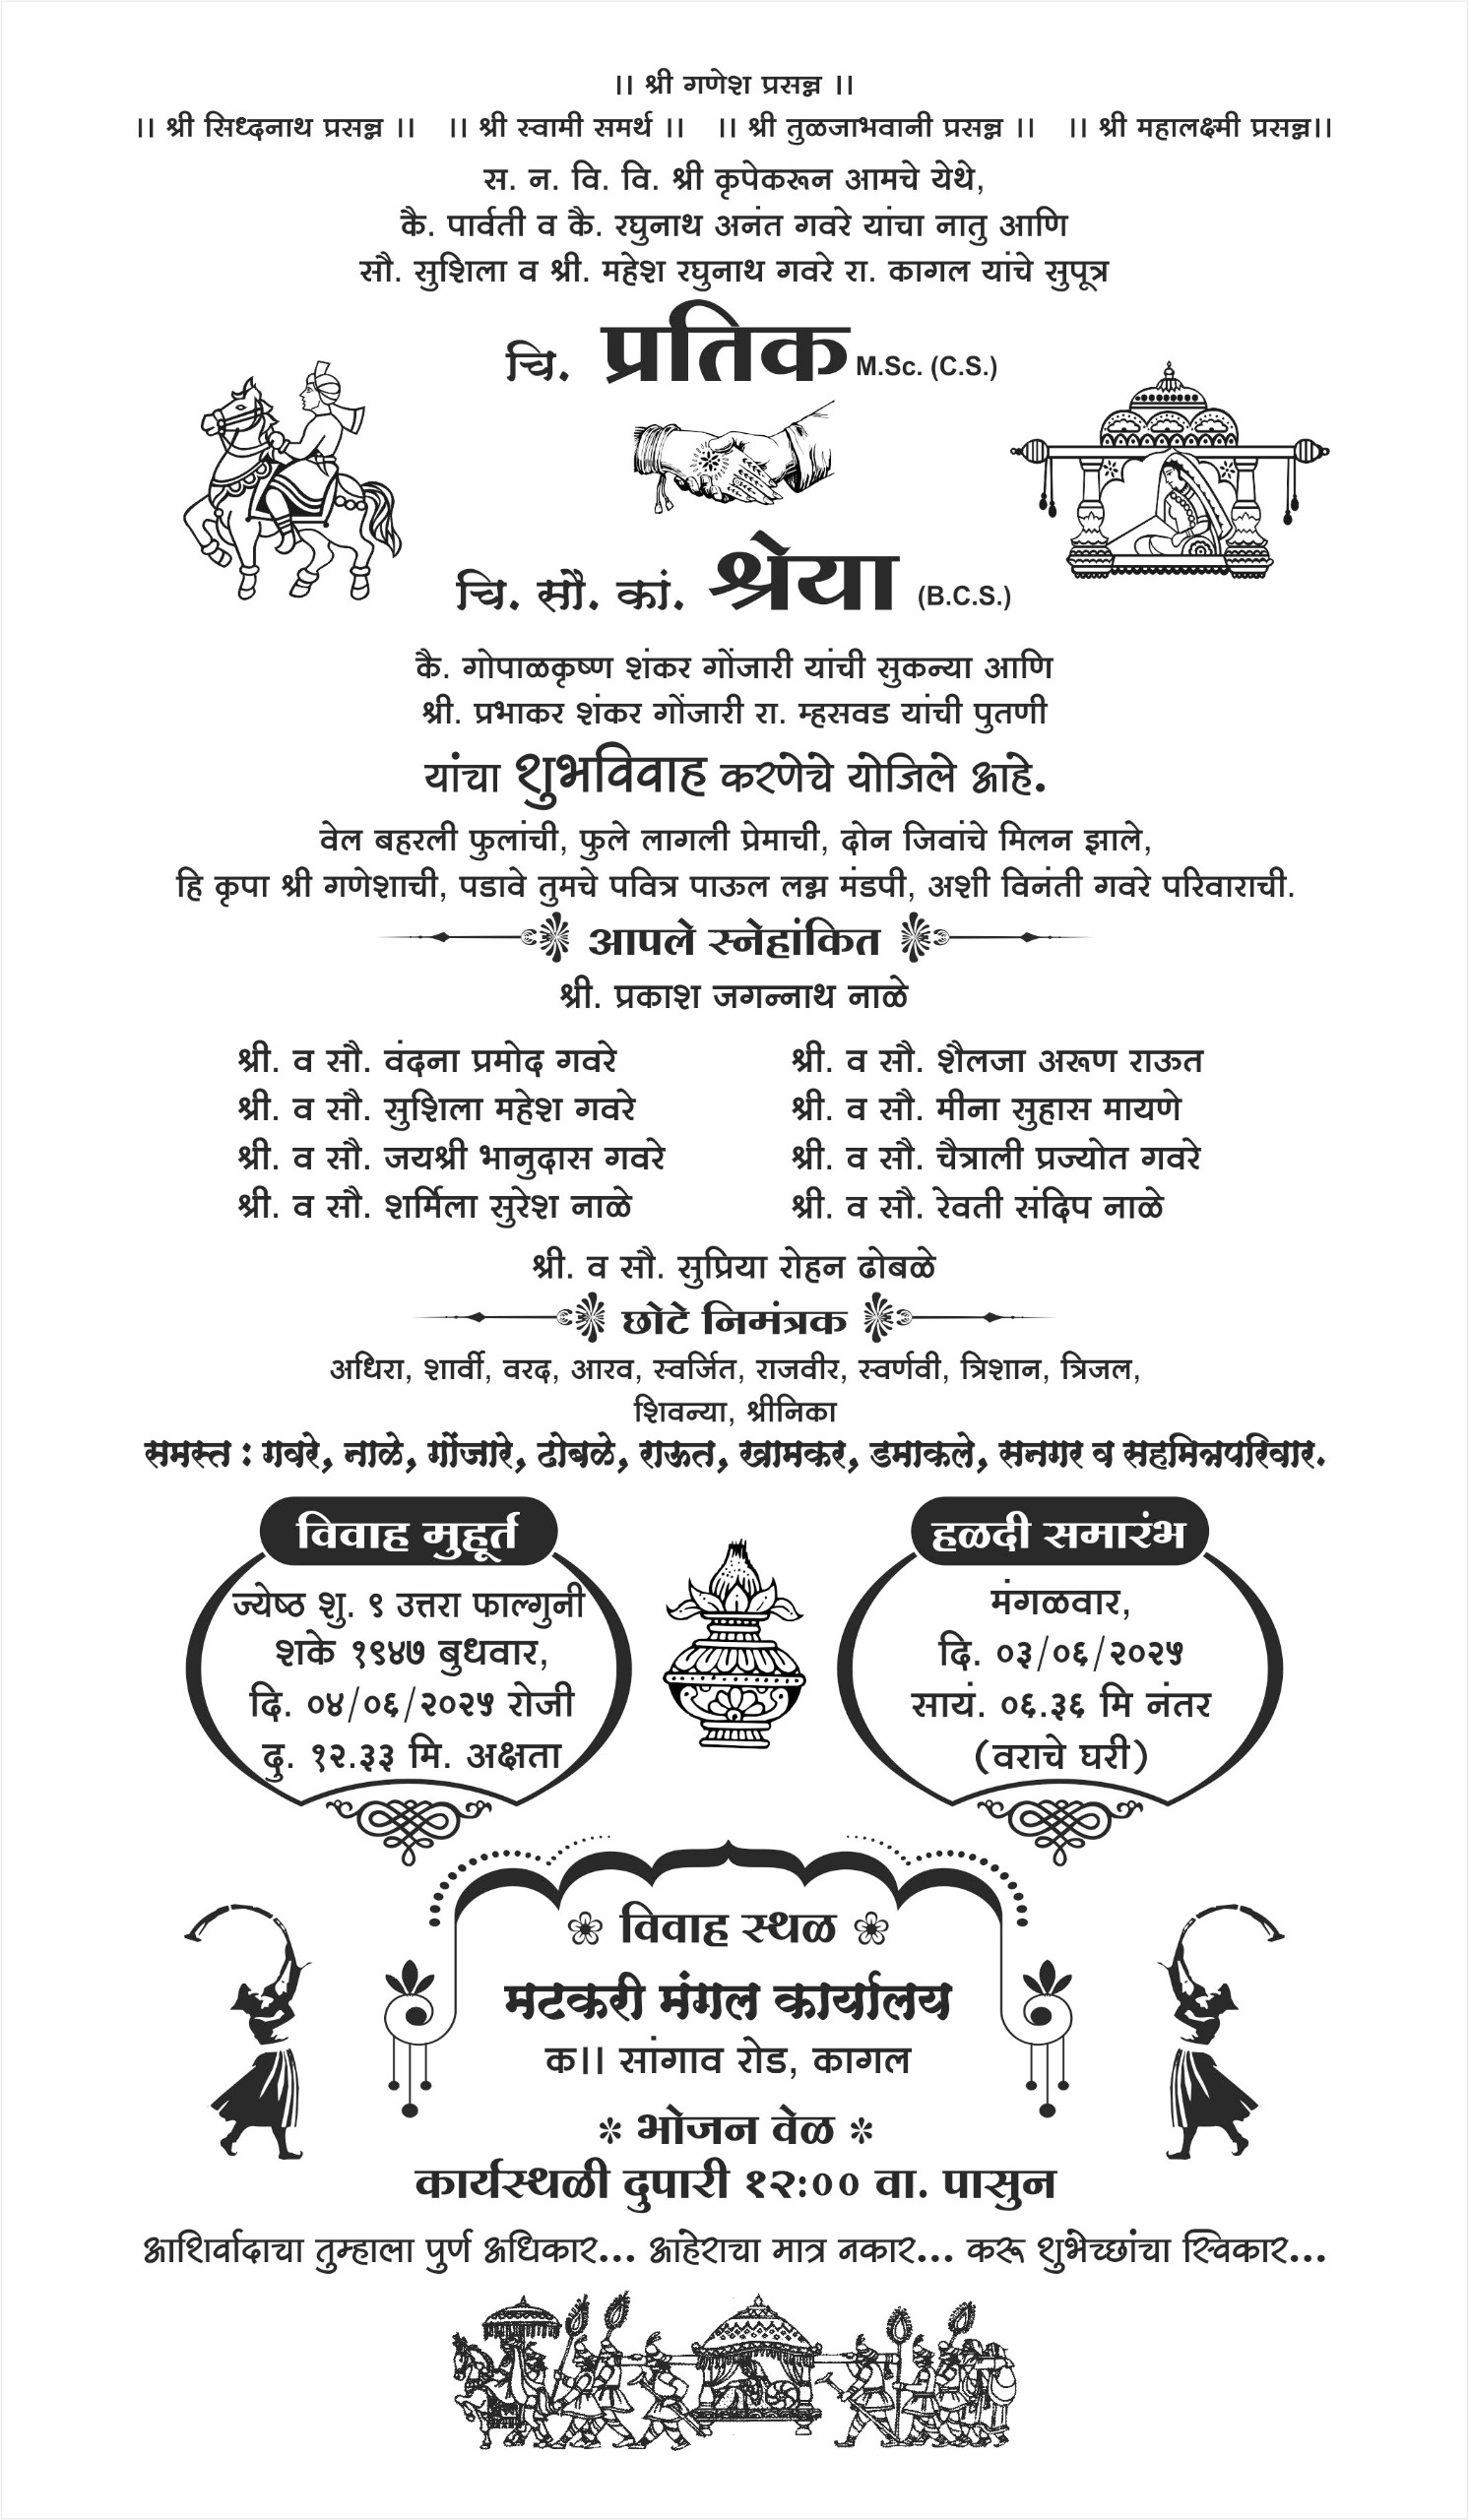 ।। श्री गणेश प्रसन्न ।।
।। श्री सिध्दनाथ प्रसन्न ।। ।। श्री स्वामी समर्थ ।। ।। श्री तुळजाभवानी प्रसन्न ।। ।। श्री महालक्ष्मी प्रसन्न।।
स. न. वि. वि. श्री कृपेकरून आमचे येथे,
कै. पार्वती व कै. रघुनाथ अनंत गवरे यांचा नातु आणि
सौ. सुशिला व श्री. महेश रघुनाथ गवरे रा. कागल यांचे सुपूत्र
चि. प्रतिक M.Sc. (C.S.)
चि. सौ. कां. श्रेया (B.C.S.)
कै. गोपाळकृष्ण शंकर गोंजारी यांची सुकन्या आणि
श्री. प्रभाकर शंकर गोंजारी रा. म्हसवड यांची पुतणी
यांचा शुभविवाह करणेचे योजिले आहे.
वेल बहरली फुलांची, फुले लागली प्रेमाची, दोन जिवांचे मिलन झाले,
हि कृपा श्री गणेशाची, पडावे तुमचे पवित्र पाऊल लग्न मंडपी, अशी विनंती गवरे परिवाराची.
आपले स्नेहांकित
श्री. प्रकाश जगन्नाथ नाळे
श्री. व सौ. वंदना प्रमोद गवरे
श्री. व सौ. सुशिला महेश गवरे
श्री. व सौ. जयश्री भानुदास गवरे
श्री. व सौ. शर्मिला सुरेश नाळे
श्री. व सौ. शैलजा अरूण राऊत
श्री. व सौ. मीना सुहास मायणे
श्री. व सौ. चैत्राली प्रज्योत गवरे
श्री. व सौ. रेवती संदिप नाळे
श्री. व सौ. सुप्रिया रोहन ढोबळे
छोटे निमंत्रक
अधिरा, शार्वी, वरद, आरव, स्वर्जित, राजवीर, स्वर्णवी, त्रिशान, त्रिजल,
शिवन्या, श्रीनिका
समस्त : गवरे, नाळे, गोंजारे, ढोबळे, राऊत, खामकर, डमाकले, सनगर व सहमित्रपरिवार.
विवाह मुहूर्त
ज्येष्ठ शु. ९ उत्तरा फाल्गुनी
शके १९४७ बुधवार,
दि. ०४/०६/२०२५ रोजी
दु. १२.३३ मि. अक्षता
हळदी समारंभ
मंगळवार,
दि. ०३/०६/२०२५
सायं. ०६.३६ मि नंतर
(वराचे घरी)
विवाह स्थळ
मटकरी मंगल कार्यालय
क।। सांगाव रोड, कागल
* भोजन वेळ *
कार्यस्थळी दुपारी १२:०० वा. पासुन
आशिर्वादाचा तुम्हाला पुर्ण अधिकार... आहेराचा मात्र नकार... करू शुभेच्छांचा स्विकार...